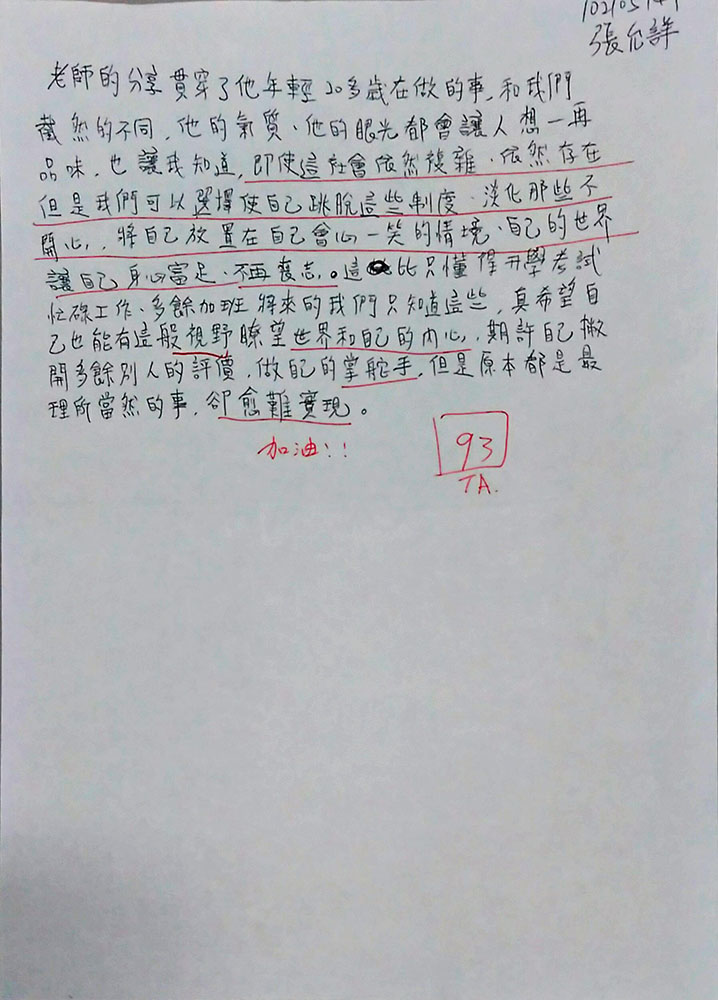 張允詳
老師的分享貫穿了他年輕20多歲在做的事，和我們
截然的不同，他的氣質、他的眼光都會讓人想一再
品味，也讓我知道，即使這社會依然複雜、依然存在
但是我們可以選擇使自己跳脫這些制度、淡化那些不
開心，將自己放置在自己會心一笑的情境、自己的世界
讓自己身心富足、不再喪志。這比只懂得升學考試
忙碌工作、多餘加班將來的我們只知道這些，真希望自
己也能有這般視野瞭望世界和自己的內心，期許自己撇
開多餘別人的評價，做自己的掌舵手，但是原本都是最
理所當然的事，卻愈難實現。
加油!!
93
TA.